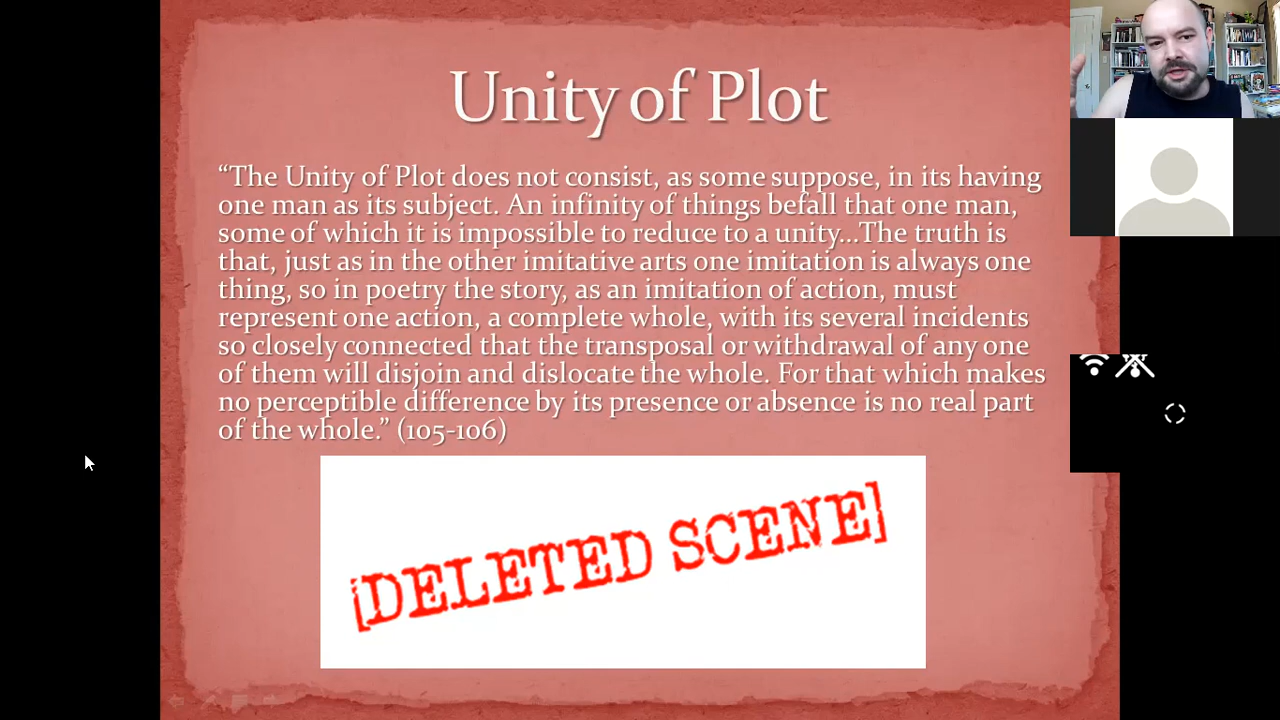 Unity of Plot
“The Unity of Plot does not consist, as some suppose, in its having
one man as its subject. An infinity of things befall that one man,
some of which it is impossible to reduce to a unity...The truth is
that, just as in the other imitative arts one imitation is always one
thing, so in poetry the story, as an imitation of action, must
represent one action, a complete whole, with its several incidents
so closely connected that the transposal or withdrawal of any one
of them will disjoin and dislocate the whole. For that which makes
no perceptible difference by its presence or absence is no real part
of the whole.” (105-106)
[DELETED SCENE]